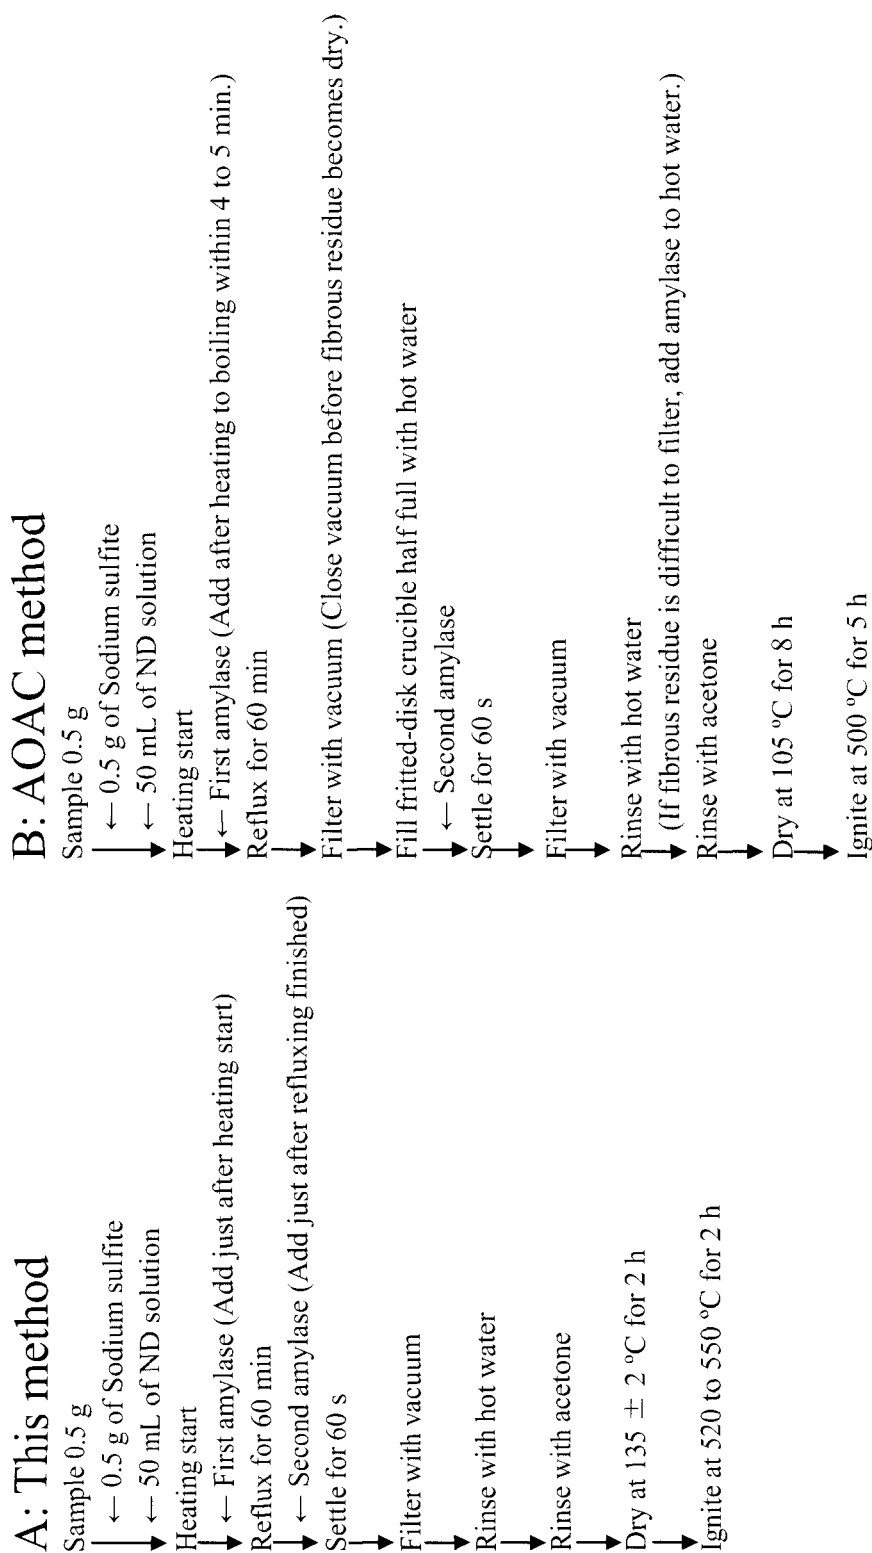 A: This method
Sample 0.5 g
← 0.5 g of Sodium sulfite
← 50 mL of ND solution
Heating start
← First amylase (Add just after heating start)
Reflux for 60 min
← Second amylase (Add just after refluxing finished)
Settle for 60 s
Filter with vacuum
Rinse with hot water
Rinse with acetone
Dry at 135 ± 2 ºC for 2 h
Ignite at 520 to 550 ºC for 2 h
B: AOAC method
Sample 0.5 g
← 0.5 g of Sodium sulfite
← 50 mL of ND solution
Heating start
← First amylase (Add after heating to boiling within 4 to 5 min.)
Reflux for 60 min
Filter with vacuum (Close vacuum before fibrous residue becomes dry.)
Fill fritted-disk crucible half full with hot water
← Second amylase
Settle for 60 s
Filter with vacuum
Rinse with hot water
(If fibrous residue is difficult to filter, add amylase to hot water.)
Rinse with acetone
Dry at 105 ºC for 8 h
Ignite at 500 ºC for 5 h